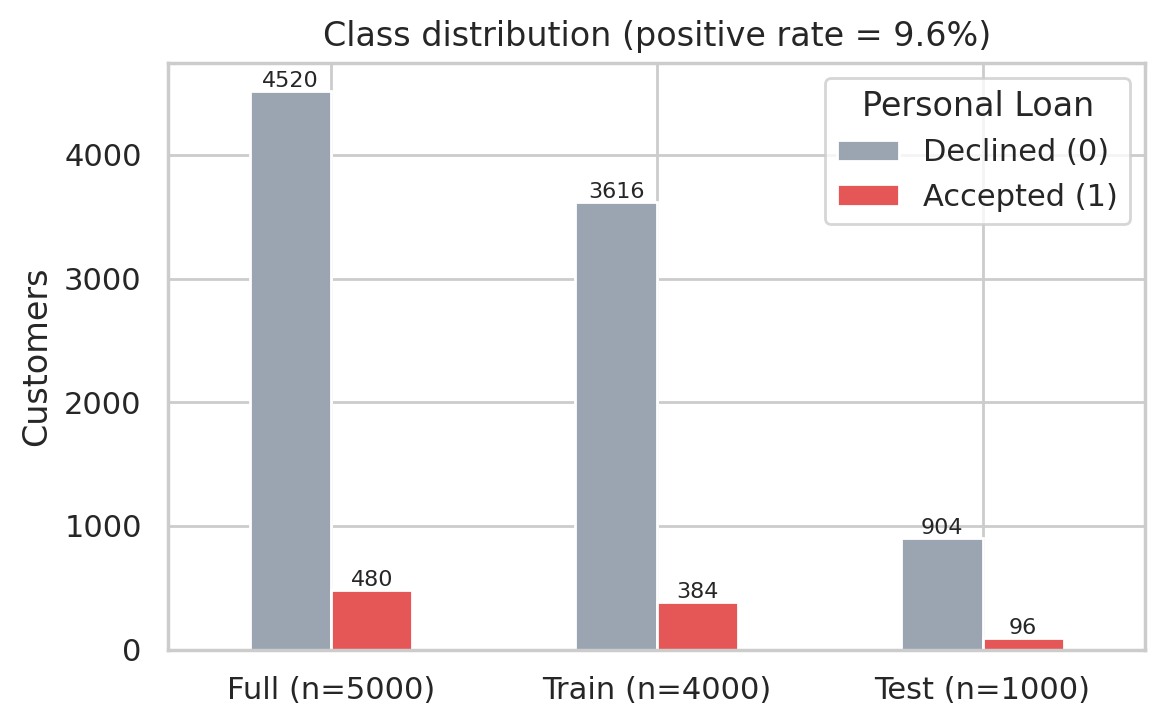 Class distribution (positive rate = 9.6%)
Personal Loan
Declined (0)
Accepted (1)
Customers
4000
3000
2000
1000
0
4520
480
3616
384
904
96
Full (n=5000)
Train (n=4000)
Test (n=1000)